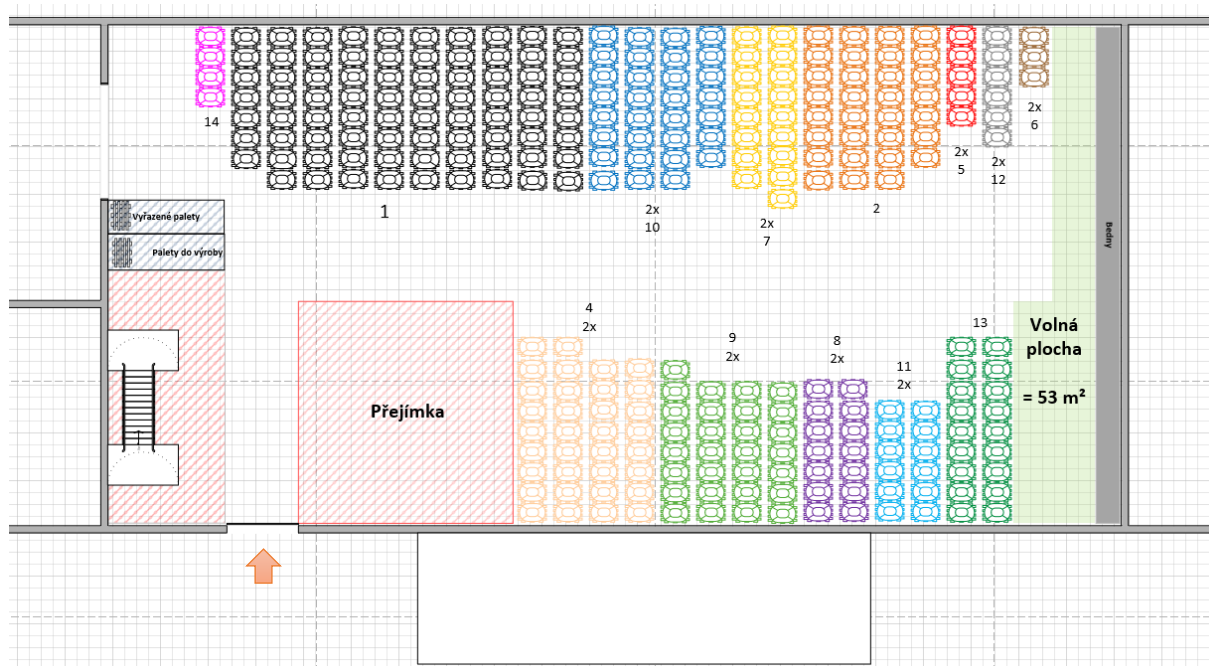 14
1
2x
10
2x
7
2
2x
5
2x
12
2x
6
Vyřazené palety
Palety do výroby
Bedny
Přejímka
4
2x
9
2x
8
2x
11
2x
13
Volná
plocha
= 53 m²